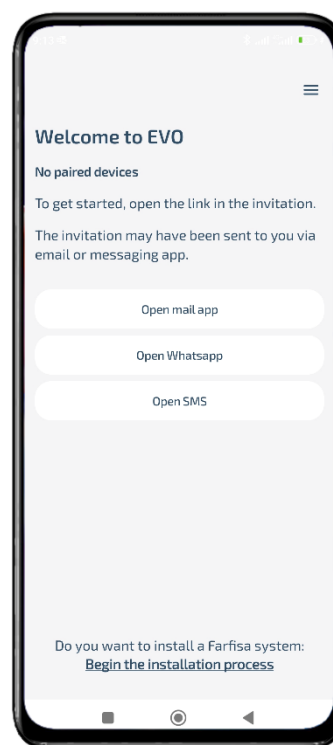 Welcome to EVO
No paired devices
To get started, open the link in the invitation.
The invitation may have been sent to you via
email or messaging app.
Open mail app
Open Whatsapp
Open SMS
Do you want to install a Farfisa system:
Begin the installation process